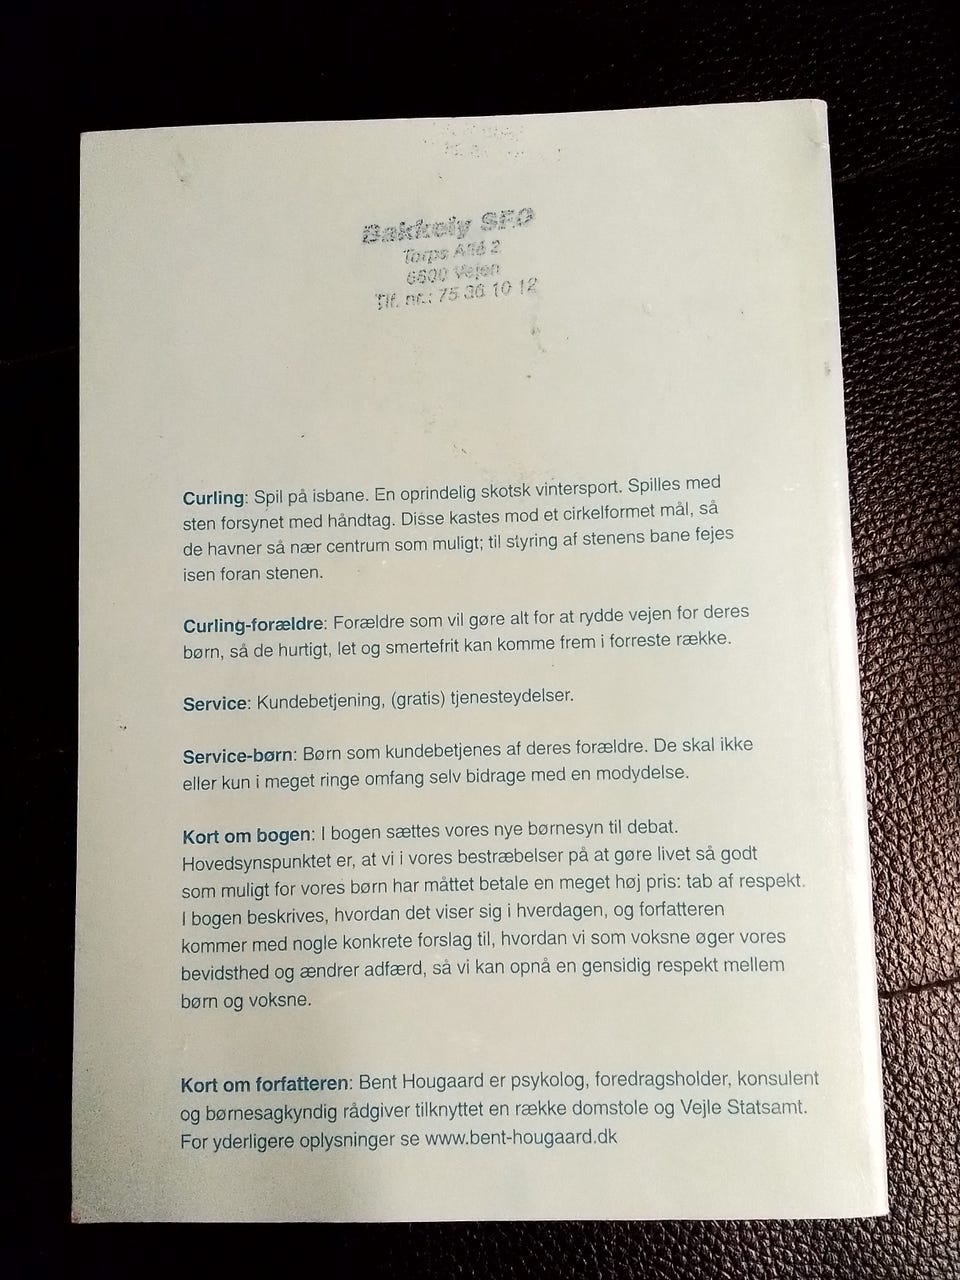 Bakkely SFO
Torps Allé 2
6600 Vejen
Tlf. nr.: 75 36 10 12
Curling: Spil på isbane. En oprindelig skotsk vintersport. Spilles med
sten forsynet med håndtag. Disse kastes mod et cirkelformet mål, så
de havner så nær centrum som muligt; til styring af stenens bane fejes
isen foran stenen.
Curling-forældre: Forældre som vil gøre alt for at rydde vejen for deres
børn, så de hurtigt, let og smertefrit kan komme frem i forreste række.
Service: Kundebetjening, (gratis) tjenesteydelser.
Service-børn: Børn som kundebetjenes af deres forældre. De skal ikke
eller kun i meget ringe omfang selv bidrage med en modydelse.
Kort om bogen: I bogen sættes vores nye børnesyn til debat.
Hovedsynspunktet er, at vi i vores bestræbelser på at gøre livet så godt
som muligt for vores børn har måttet betale en meget høj pris: tab af respekt.
I bogen beskrives, hvordan det viser sig i hverdagen, og forfatteren
kommer med nogle konkrete forslag til, hvordan vi som voksne øger vores
bevidsthed og ændrer adfærd, så vi kan opnå en gensidig respekt mellem
børn og voksne.
Kort om forfatteren: Bent Hougaard er psykolog, foredragsholder, konsulent
og børnesagkyndig rådgiver tilknyttet en række domstole og Vejle Statsamt.
For yderligere oplysninger se www.bent-hougaard.dk